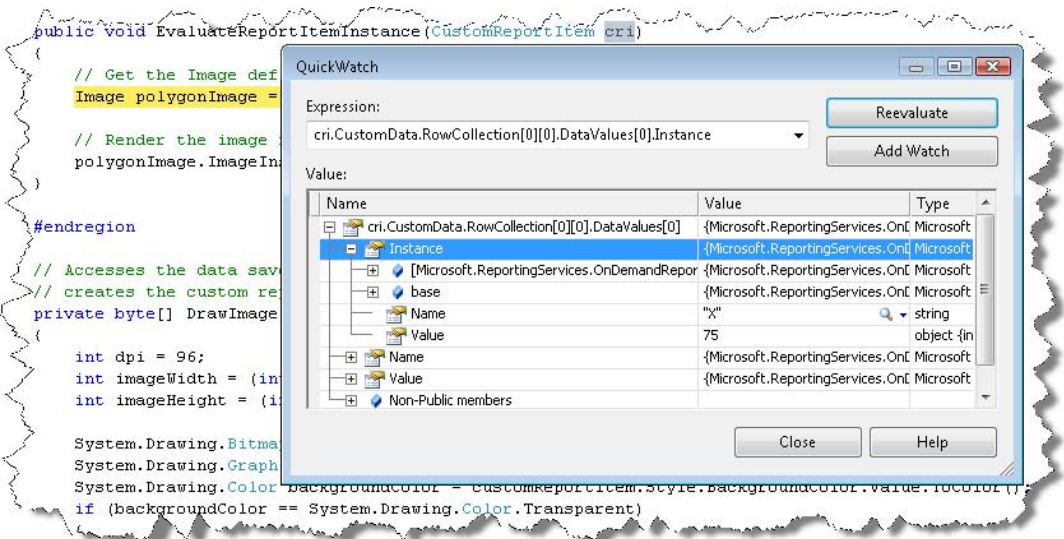 public void EvaluateReportItemInstance(CustomReportItem cri)
{
// Get the Image def
Image polygonImage =
// Render the image
polygonImage.ImageIn
}
#endregion
// Accesses the data save
// creates the custom re
private byte[] DrawImage
{
int dpi = 96;
int imageWidth = (in
int imageHeight = (i
System.Drawing.Bitma
System.Drawing.Graph
System.Drawing.Color backgroundColor = customReportItem.Style.BackgroundColor.Value.ToColor();
if (backgroundColor == System.Drawing.Color.Transparent)
QuickWatch
Expression:
Reevaluate
cri.CustomData.RowCollection[0][0].DataValues[0].Instance
Add Watch
Value:
Name Value Type
cri.CustomData.RowCollection[0][0].DataValues[0] {Microsoft.ReportingServices.OnD Microsoft
Instance {Microsoft.ReportingServices.OnD Microsoft
[Microsoft.ReportingServices.OnDemandRepor {Microsoft.ReportingServices.OnD Microsoft
base {Microsoft.ReportingServices.OnD Microsoft
Name "X" string
Value 75 object {in
Name {Microsoft.ReportingServices.OnD Microsoft
Value {Microsoft.ReportingServices.OnD Microsoft
Non-Public members
Close Help